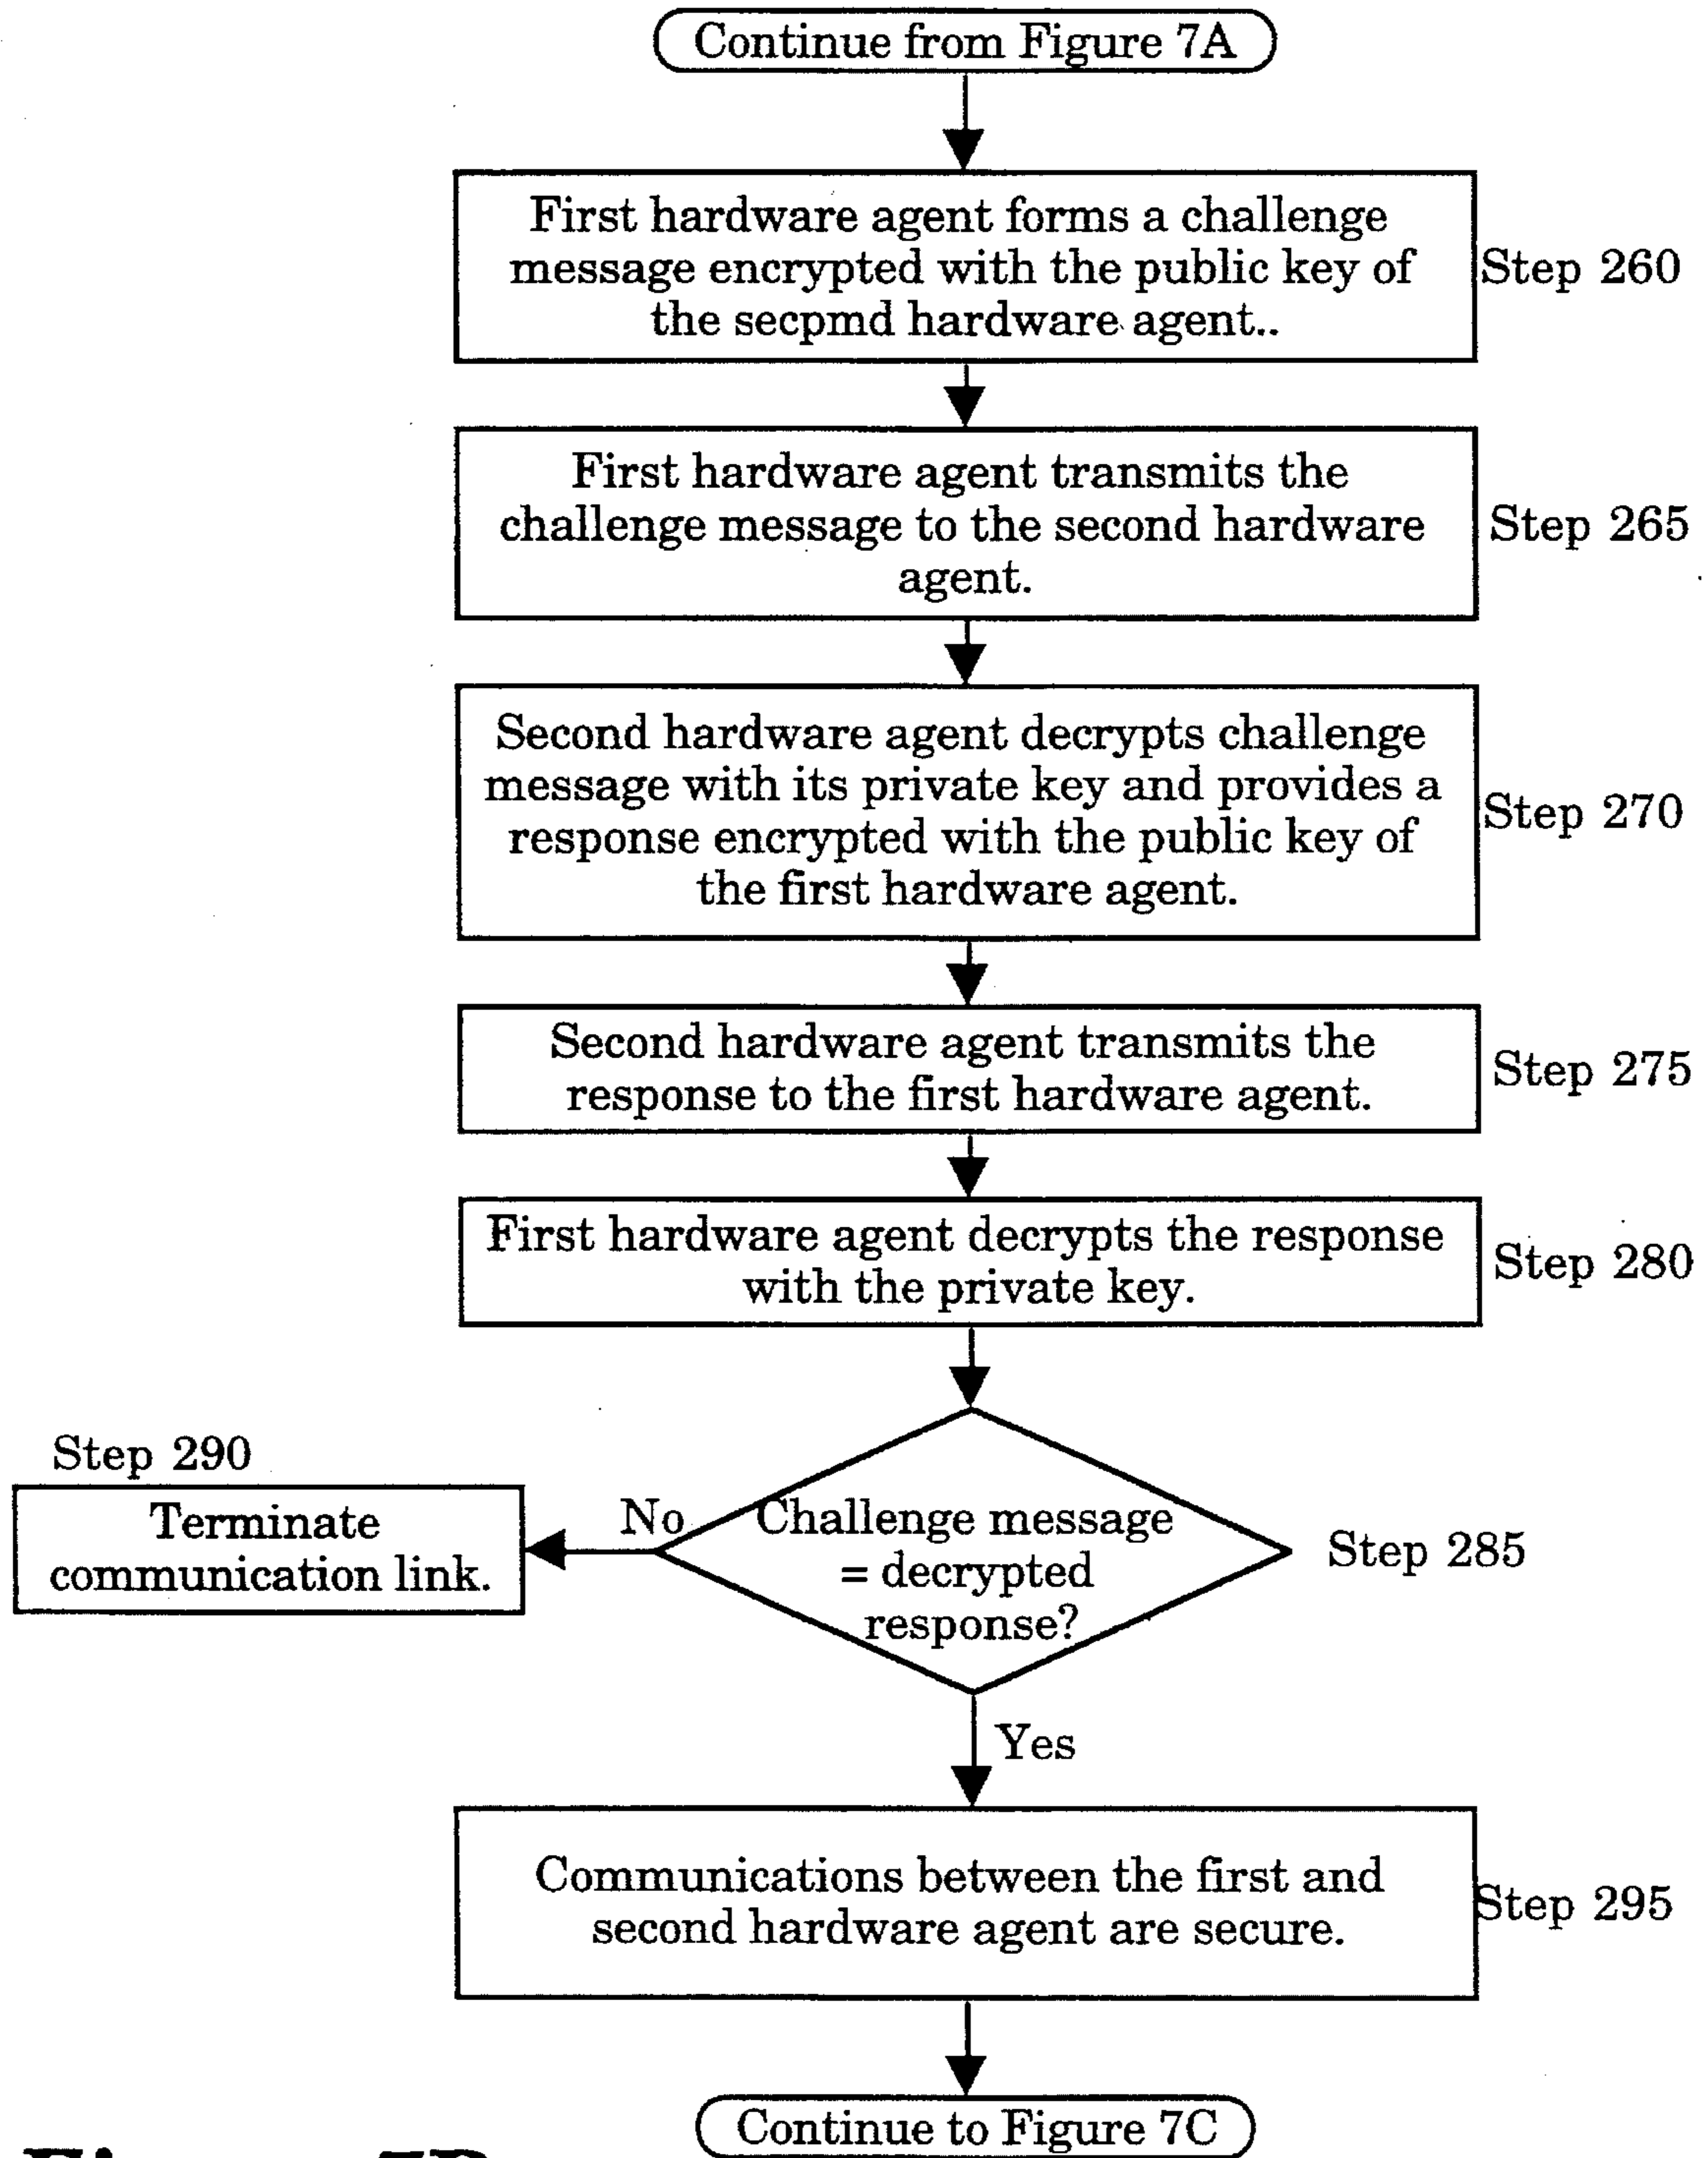 Continue from Figure 7A
First hardware agent forms a challenge
message encrypted with the public key of
the secpmd hardware agent..
Step 260
First hardware agent transmits the
challenge message to the second hardware
agent.
Step 265
Second hardware agent decrypts challenge
message with its private key and provides a
response encrypted with the public key of
the first hardware agent.
Step 270
Second hardware agent transmits the
response to the first hardware agent.
Step 275
First hardware agent decrypts the response
with the private key.
Step 280
Challenge message
= decrypted
response?
Step 285
No
Step 290
Terminate
communication link.
Yes
Communications between the first and
second hardware agent are secure.
Step 295
Continue to Figure 7C